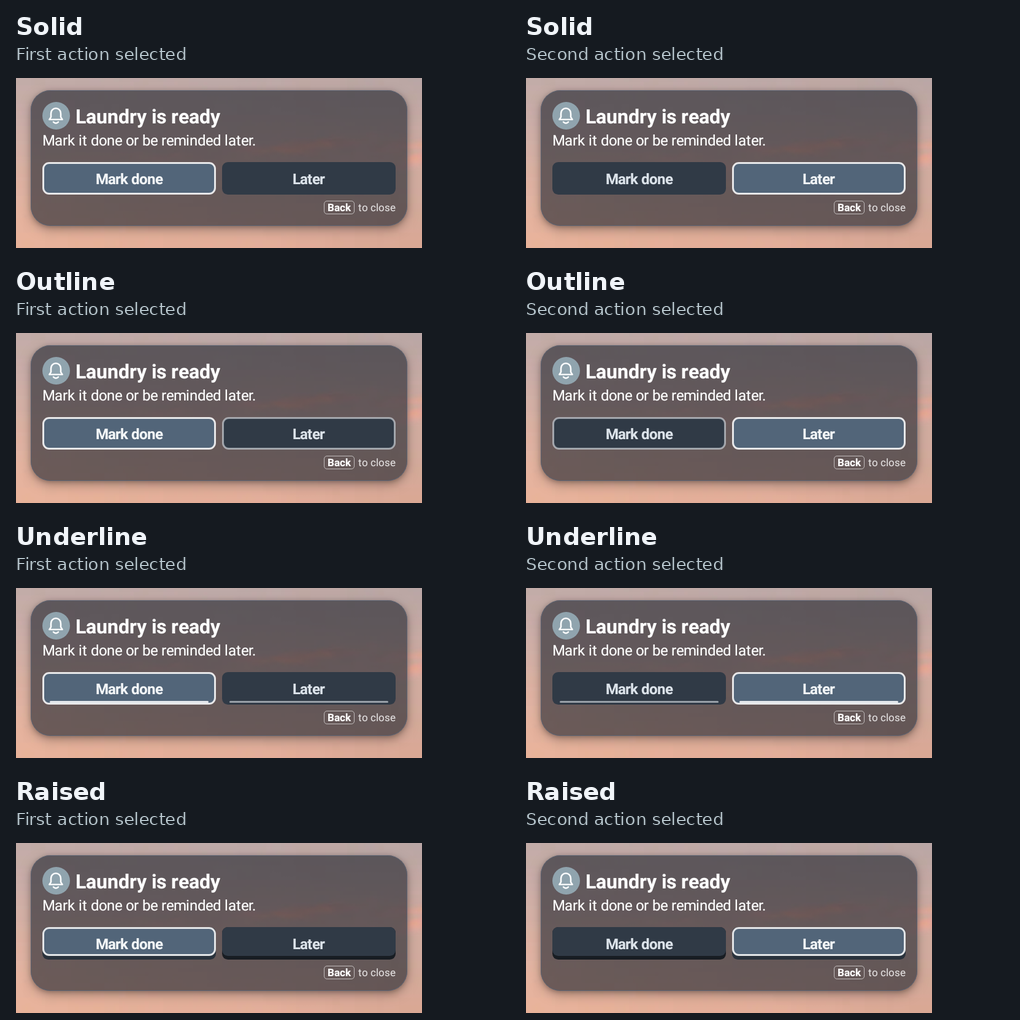 Solid
First action selected
Laundry is ready
Mark it done or be reminded later.
Mark done
Later
Back to close
Solid
Second action selected
Laundry is ready
Mark it done or be reminded later.
Mark done
Later
Back to close
Outline
First action selected
Laundry is ready
Mark it done or be reminded later.
Mark done
Later
Back to close
Outline
Second action selected
Laundry is ready
Mark it done or be reminded later.
Mark done
Later
Back to close
Underline
First action selected
Laundry is ready
Mark it done or be reminded later.
Mark done
Later
Back to close
Underline
Second action selected
Laundry is ready
Mark it done or be reminded later.
Mark done
Later
Back to close
Raised
First action selected
Laundry is ready
Mark it done or be reminded later.
Mark done
Later
Back to close
Raised
Second action selected
Laundry is ready
Mark it done or be reminded later.
Mark done
Later
Back to close